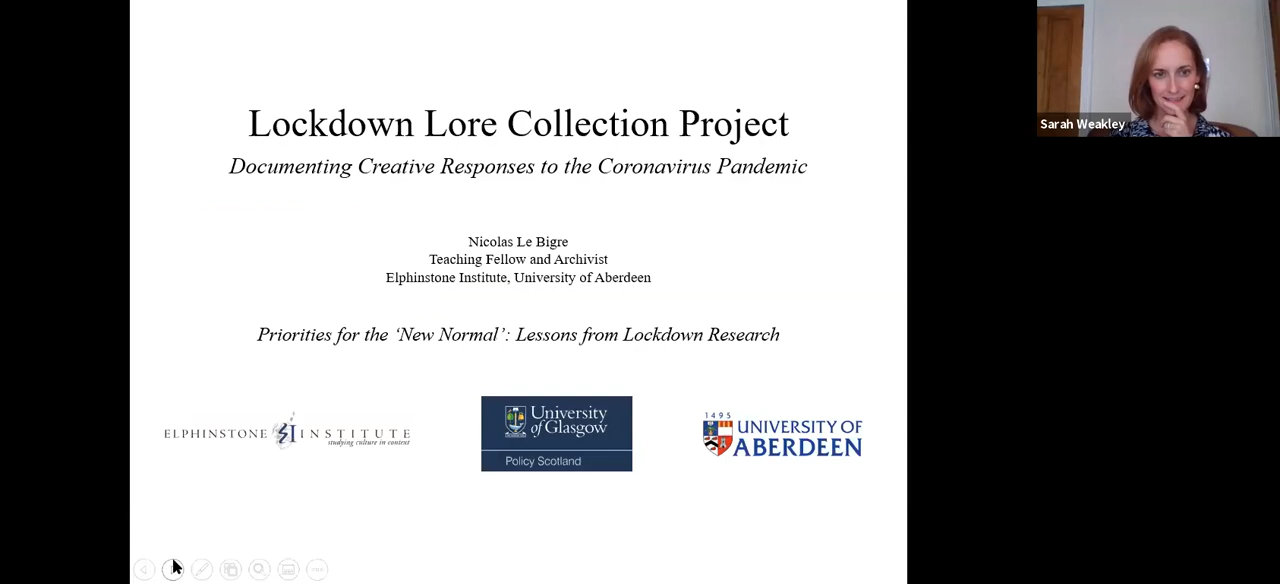 Lockdown Lore Collection Project
Documenting Creative Responses to the Coronavirus Pandemic
Nicolas Le Bigre
Teaching Fellow and Archivist
Elphinstone Institute, University of Aberdeen
Priorities for the ‘New Normal’: Lessons from Lockdown Research
ELPHINSTONE INSTITUTE
studying culture in context
University
of Glasgow
Policy Scotland
1495
UNIVERSITY OF
ABERDEEN
Sarah Weakley